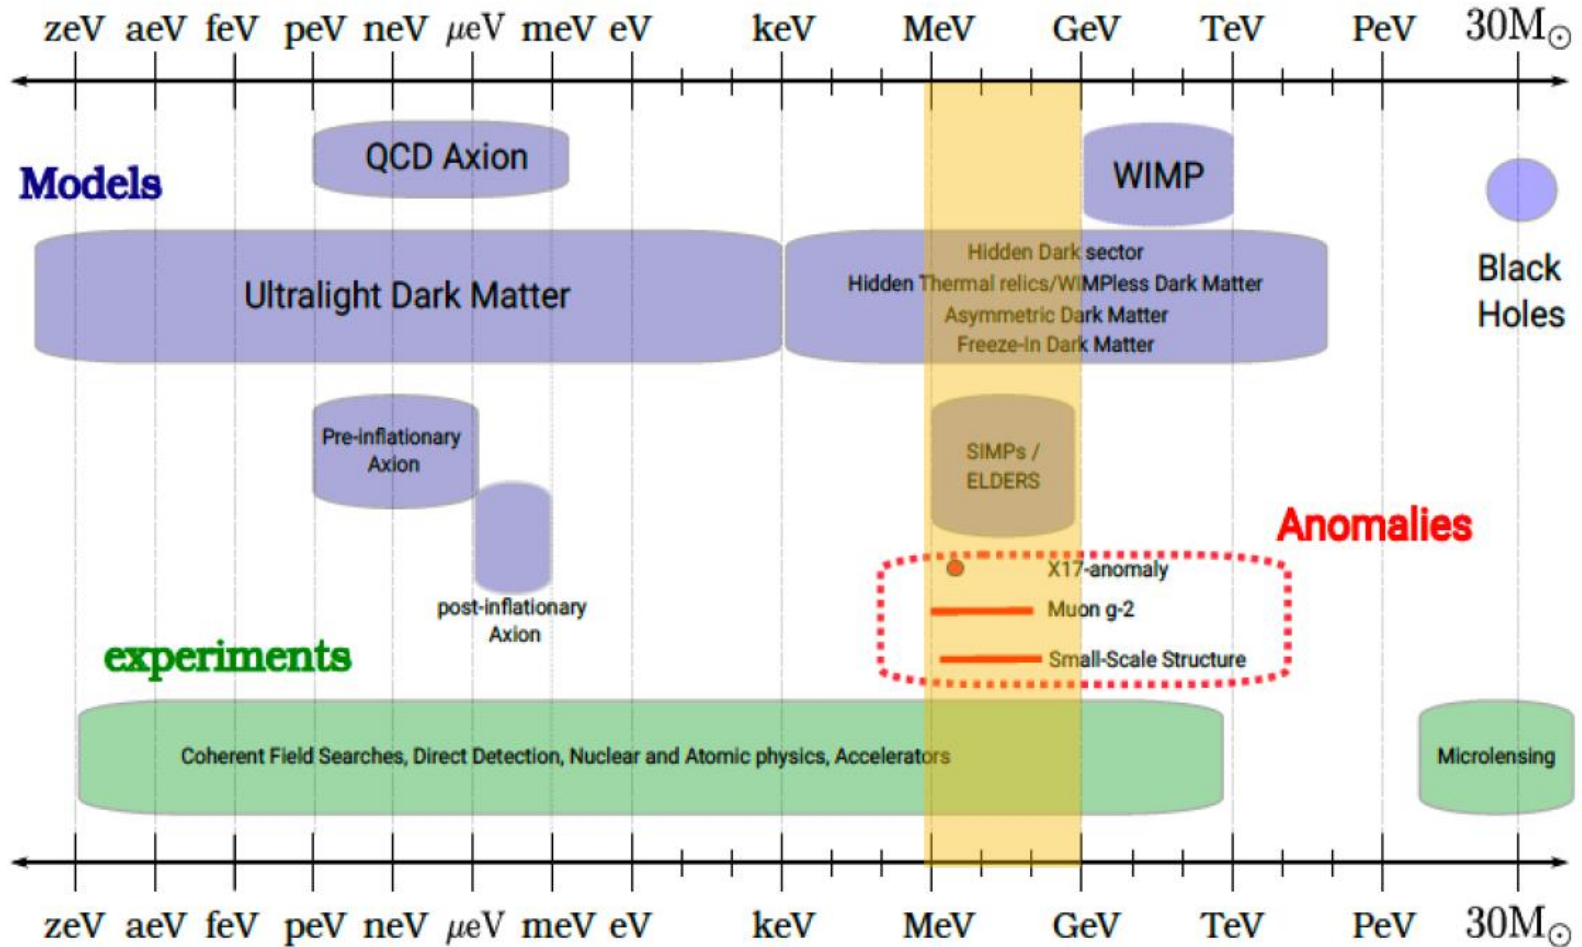 zeV aeV feV peV neV μeV meV eV keV MeV GeV TeV PeV 30M⊙
QCD Axion
WIMP
Models
Hidden Dark sector
Hidden Thermal relics/WIMPless Dark Matter
Asymmetric Dark Matter
Freeze-In Dark Matter
Ultralight Dark Matter
Black
Holes
Pre-inflationary
Axion
SIMPs /
ELDERS
Anomalies
X17-anomaly
Muon g-2
Small-Scale Structure
post-inflationary
Axion
experiments
Coherent Field Searches, Direct Detection, Nuclear and Atomic physics, Accelerators
Microlensing
zeV aeV feV peV neV μeV meV eV keV MeV GeV TeV PeV 30M⊙